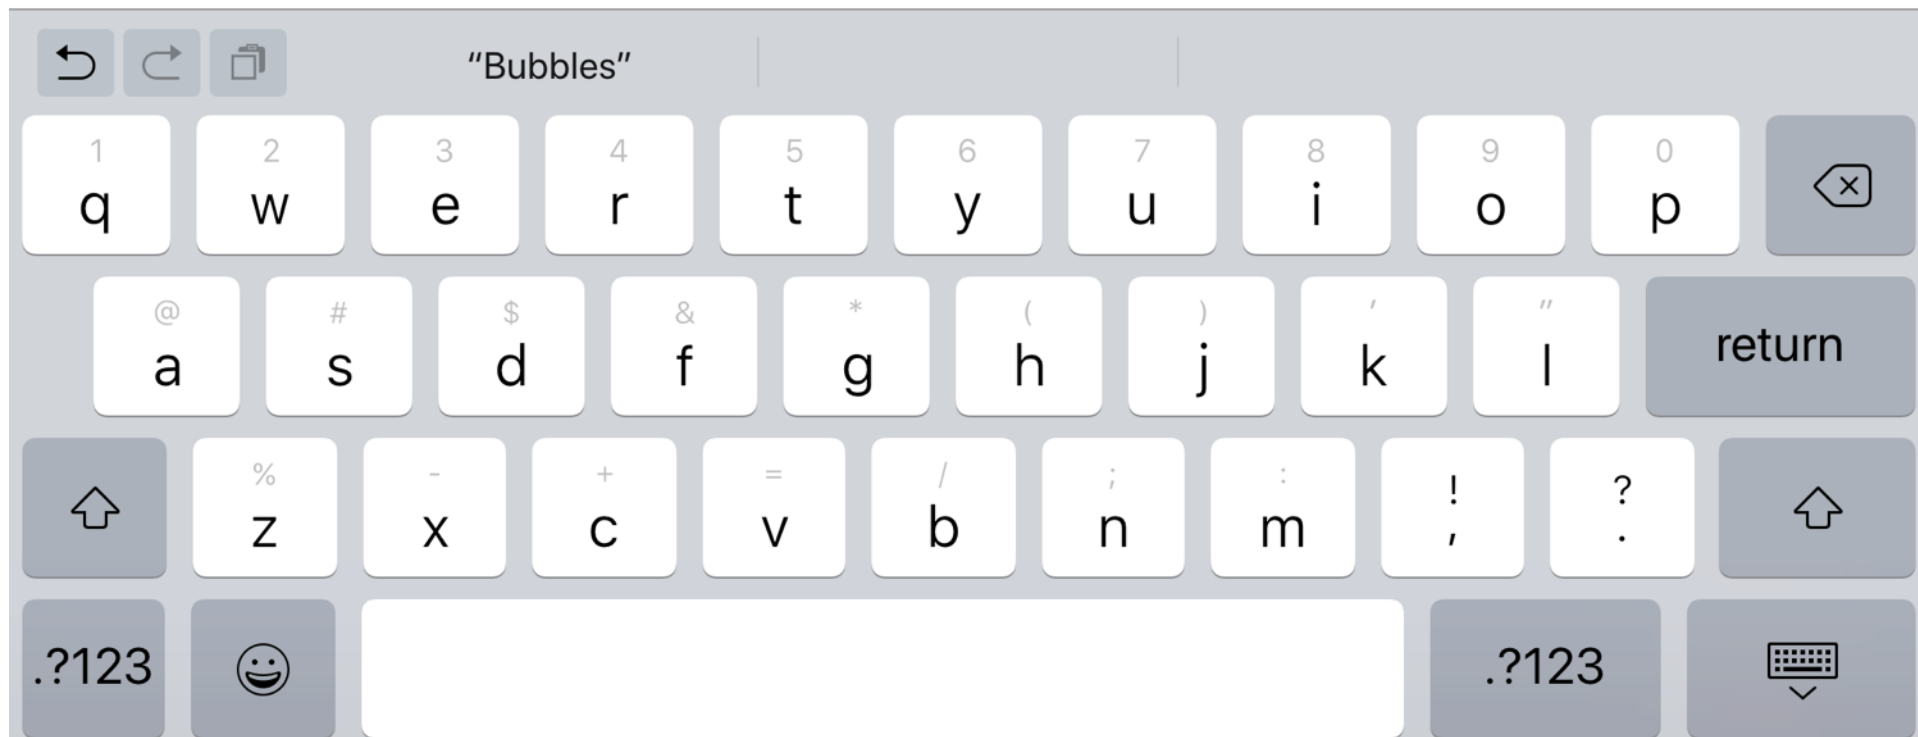 “Bubbles”
1 2 3 4 5 6 7 8 9 0
q w e r t y u i o p
@ # $ & * ( ) ' "
a s d f g h j k l return
% - + = / ; : ! ?
z x c v b n m , .
.?123 .?123